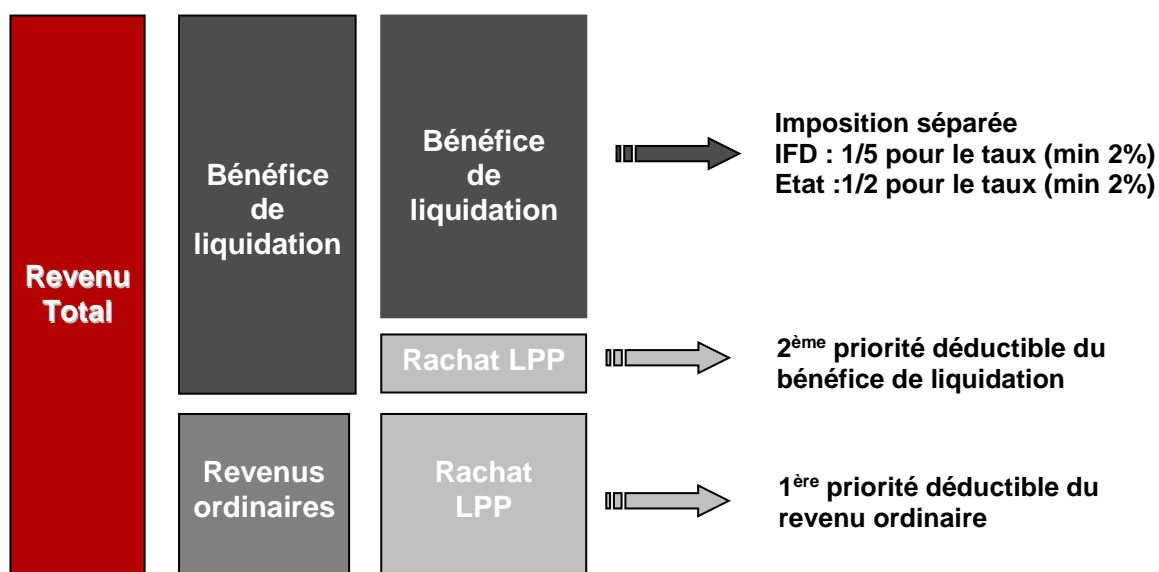 Revenu
Total
Bénéfice
de
liquidation
Revenus
ordinaires
Bénéfice
de
liquidation
Rachat LPP
Rachat
LPP
Imposition séparée
IFD : 1/5 pour le taux (min 2%)
Etat :1/2 pour le taux (min 2%)
2ème priorité déductible du
bénéfice de liquidation
1ère priorité déductible du
revenu ordinaire